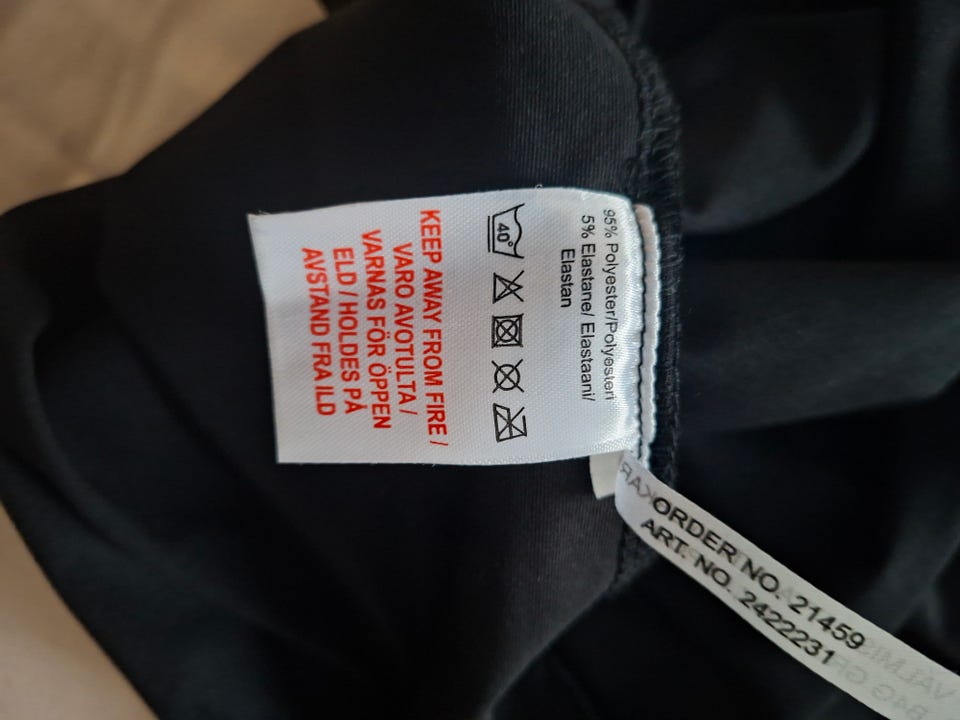 95% Polyester/Polyesteri
5% Elastane/ Elastaani/
Elastan
40°
KEEP AWAY FROM FIRE /
VARO AVOTULTA /
VARNAS FÖR ÖPPEN
ELD / HOLDES PÅ
AVSTAND FRA ILD
ORDER NO. 21459
ART. NO. 2422231